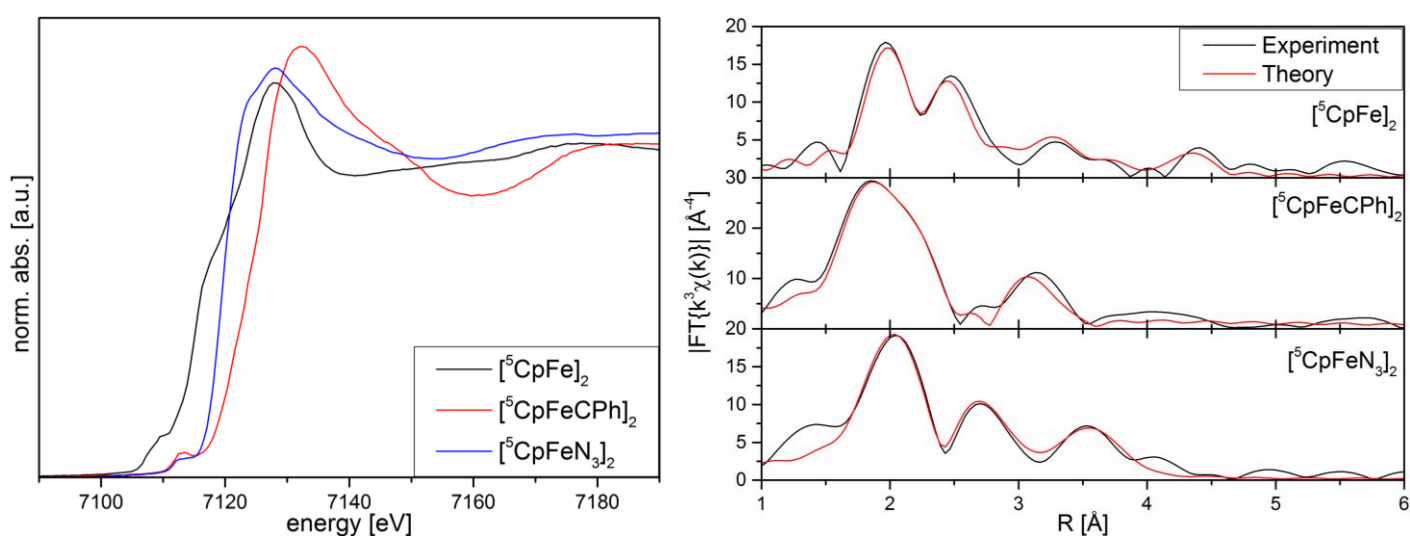 norm. abs. [a.u.]
[⁵CpFe]₂
[⁵CpFeCPh]₂
[⁵CpFeN₃]₂
7100 7120 7140 7160 7180
energy [eV]
|FT{k³χ(k)}| [Å⁻⁴]
20
15
10
5
30
20
10
20
15
10
5
0
Experiment
Theory
[⁵CpFe]₂
[⁵CpFeCPh]₂
[⁵CpFeN₃]₂
1 2 3 4 5 6
R [Å]